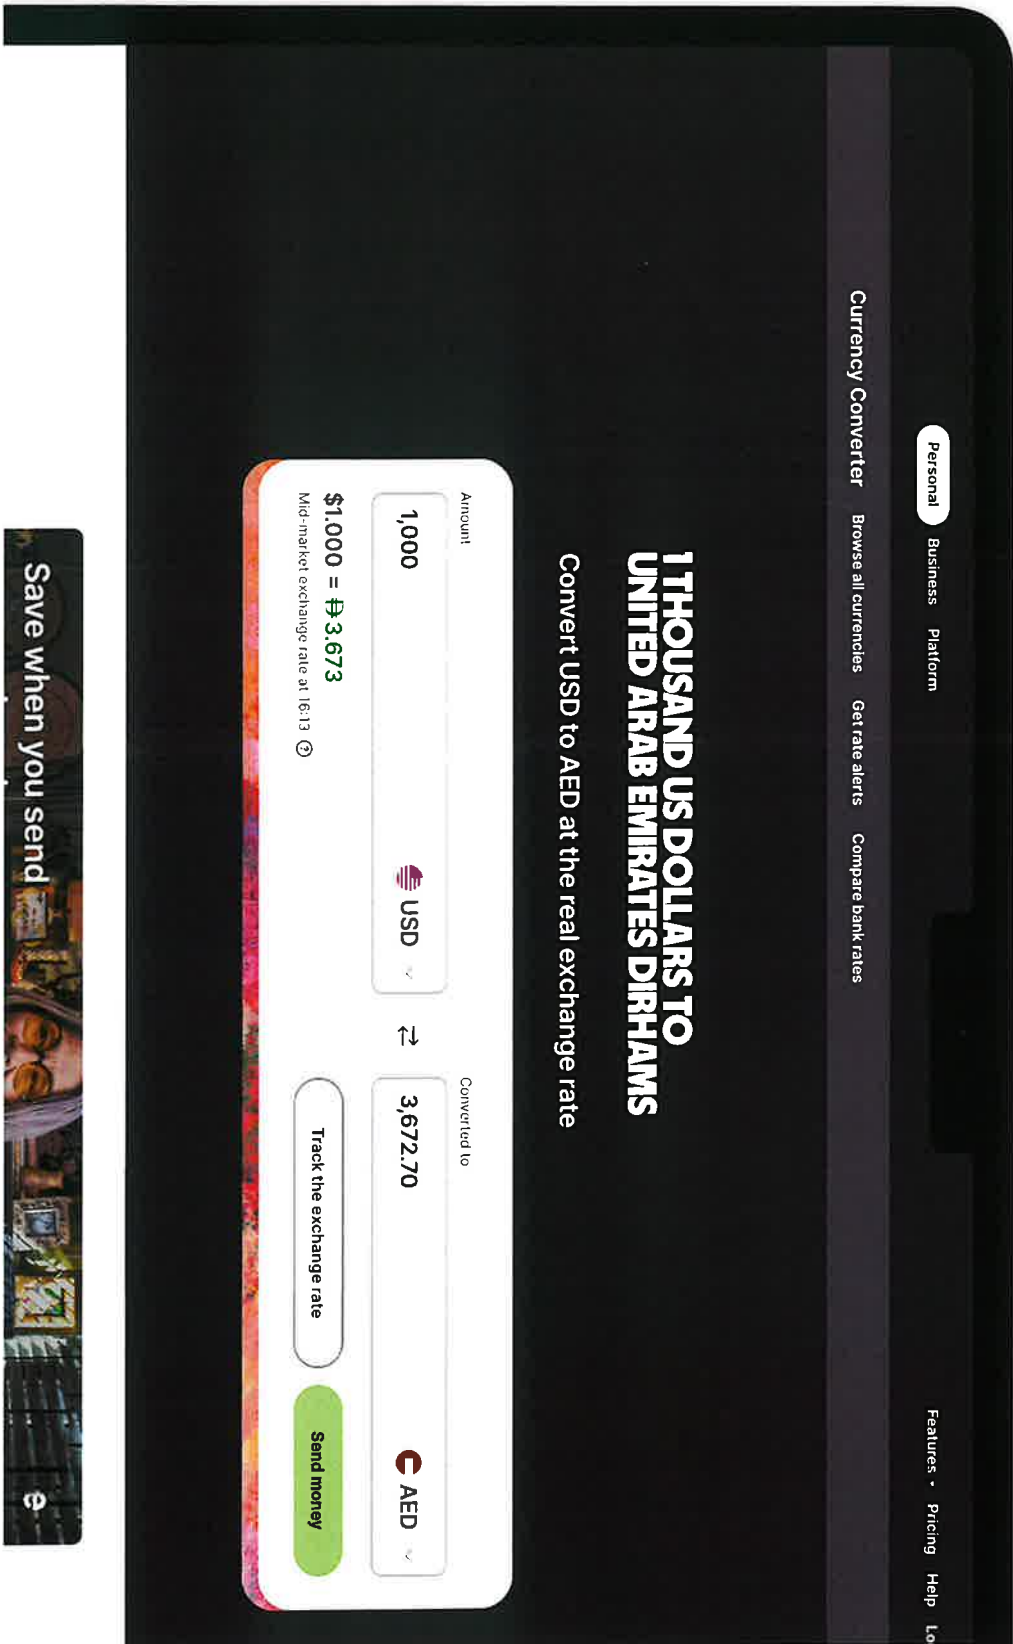 Personal Business Platform
Features Pricing Help
Currency Converter Browse all currencies Get rate alerts Compare bank rates
1 THOUSAND US DOLLARS TO
UNITED ARAB EMIRATES DIRHAMS
Convert USD to AED at the real exchange rate
Amount
1,000 USD
Converted to
3,672.70 AED
$1.000 = 3.673
Mid-market exchange rate at 16:13
Track the exchange rate
Send money
Save when you send